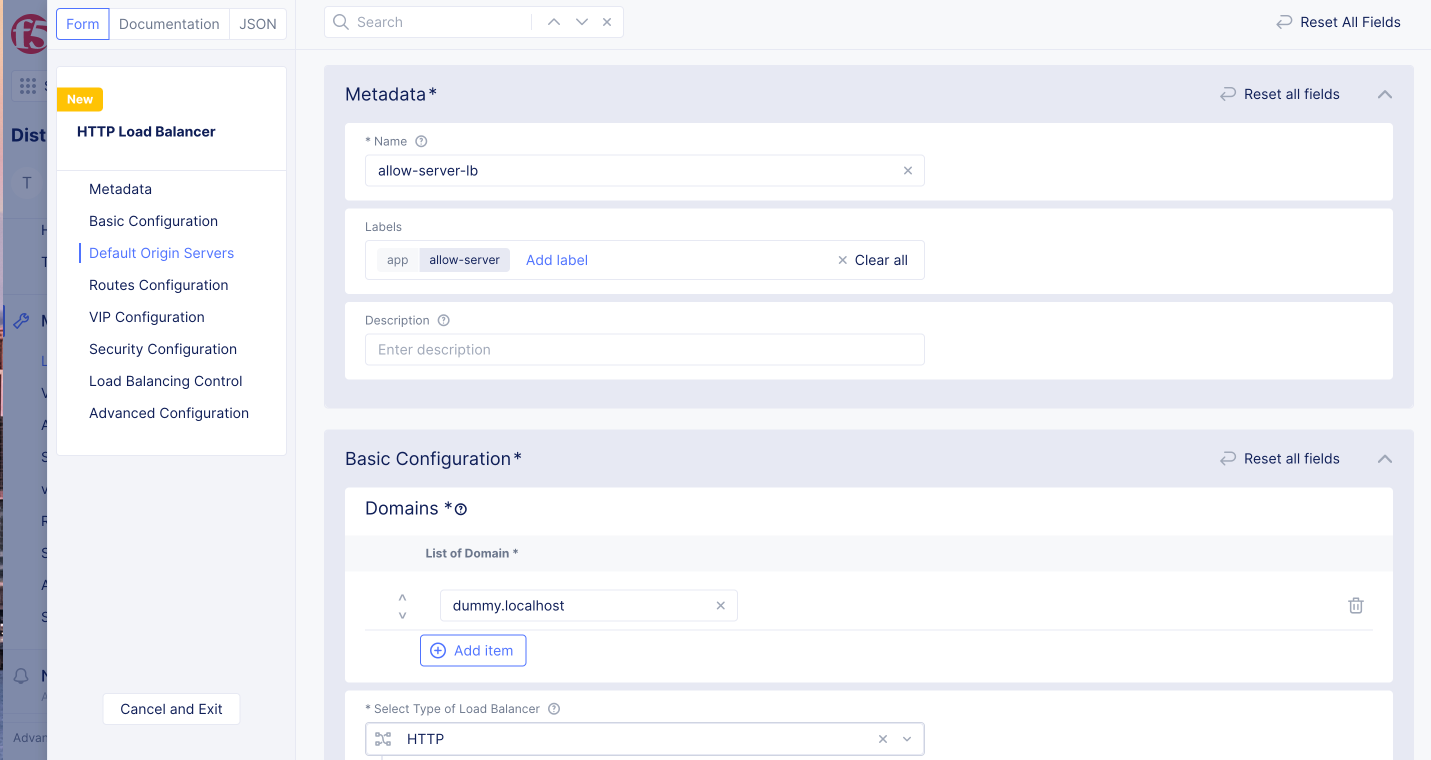 Form
Documentation
JSON
Search
Reset All Fields
New
HTTP Load Balancer
Metadata
Basic Configuration
Default Origin Servers
Routes Configuration
VIP Configuration
Security Configuration
Load Balancing Control
Advanced Configuration
Cancel and Exit
f5
Dist
T
Metadata*
Reset all fields
* Name
allow-server-lb
Labels
app allow-server Add label
Clear all
Description
Enter description
Basic Configuration*
Reset all fields
Domains *
List of Domain *
dummy.localhost
Add item
* Select Type of Load Balancer
HTTP